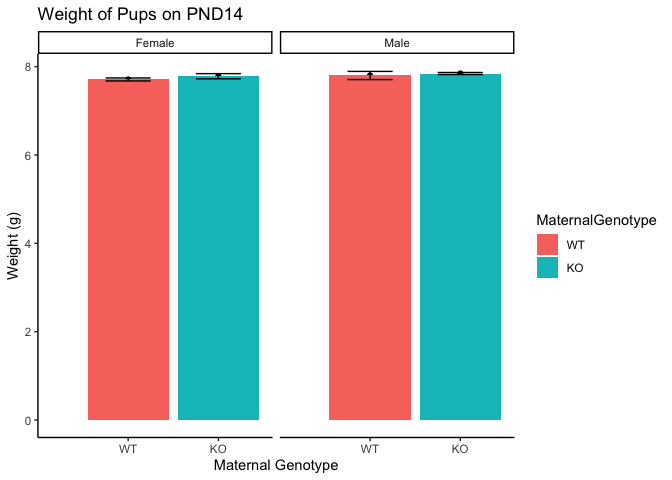 Weight of Pups on PND14
Female
Male
8
6
4
2
0
Weight (g)
WT
KO
WT
KO
Maternal Genotype
MaternalGenotype
WT
KO